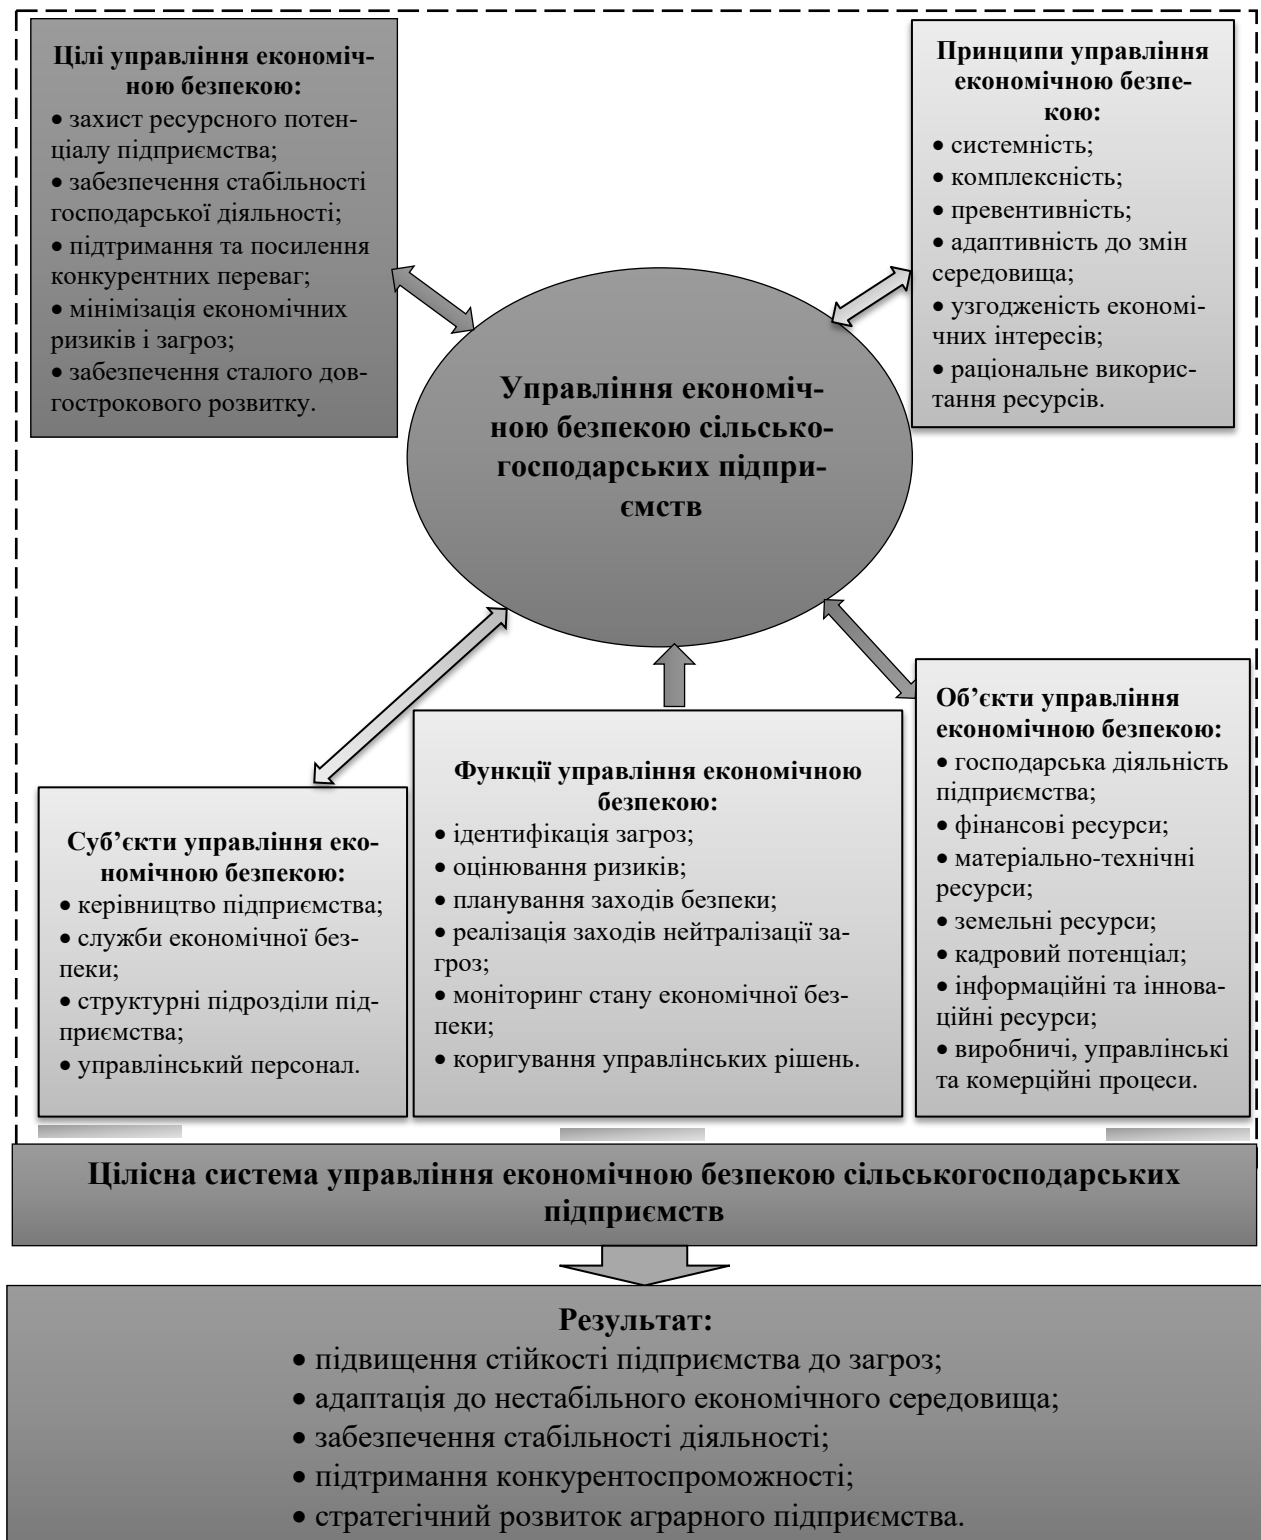 Цілі управління економіч-
ною безпекою:
• захист ресурсного потен-
ціалу підприємства;
• забезпечення стабільності
господарської діяльності;
• підтримання та посилення
конкурентних переваг;
• мінімізація економічних
ризиків і загроз;
• забезпечення сталого дов-
гострокового розвитку.
Принципи управління
економічною безпе-
кою:
• системність;
• комплексність;
• превентивність;
• адаптивність до змін
середовища;
• узгодженість економі-
чних інтересів;
• раціональне викорис-
тання ресурсів.
Управління економіч-
ною безпекою сільсько-
господарських підпри-
ємств
Суб’єкти управління еко-
номічною безпекою:
• керівництво підприємства;
• служби економічної без-
пеки;
• структурні підрозділи під-
приємства;
• управлінський персонал.
Функції управління економічною
безпекою:
• ідентифікація загроз;
• оцінювання ризиків;
• планування заходів безпеки;
• реалізація заходів нейтралізації за-
гроз;
• моніторинг стану економічної без-
пеки;
• коригування управлінських рішень.
Об’єкти управління
економічною безпекою:
• господарська діяльність
підприємства;
• фінансові ресурси;
• матеріально-технічні
ресурси;
• земельні ресурси;
• кадровий потенціал;
• інформаційні та іннова-
ційні ресурси;
• виробничі, управлінські
та комерційні процеси.
Цілісна система управління економічною безпекою сільськогосподарських
підприємств
Результат:
• підвищення стійкості підприємства до загроз;
• адаптація до нестабільного економічного середовища;
• забезпечення стабільності діяльності;
• підтримання конкурентоспроможності;
• стратегічний розвиток аграрного підприємства.